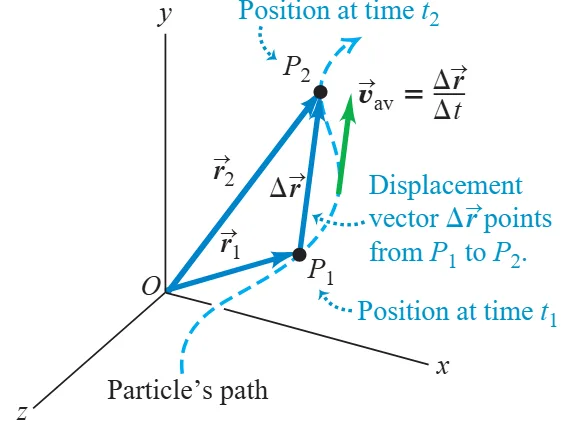 y
Position at time t₂
P₂
v⃗av = Δr⃗/Δt
r⃗₂
Δr⃗
Displacement
vector Δr⃗ points
from P₁ to P₂.
r⃗₁
P₁
O
Position at time t₁
x
Particle’s path
z